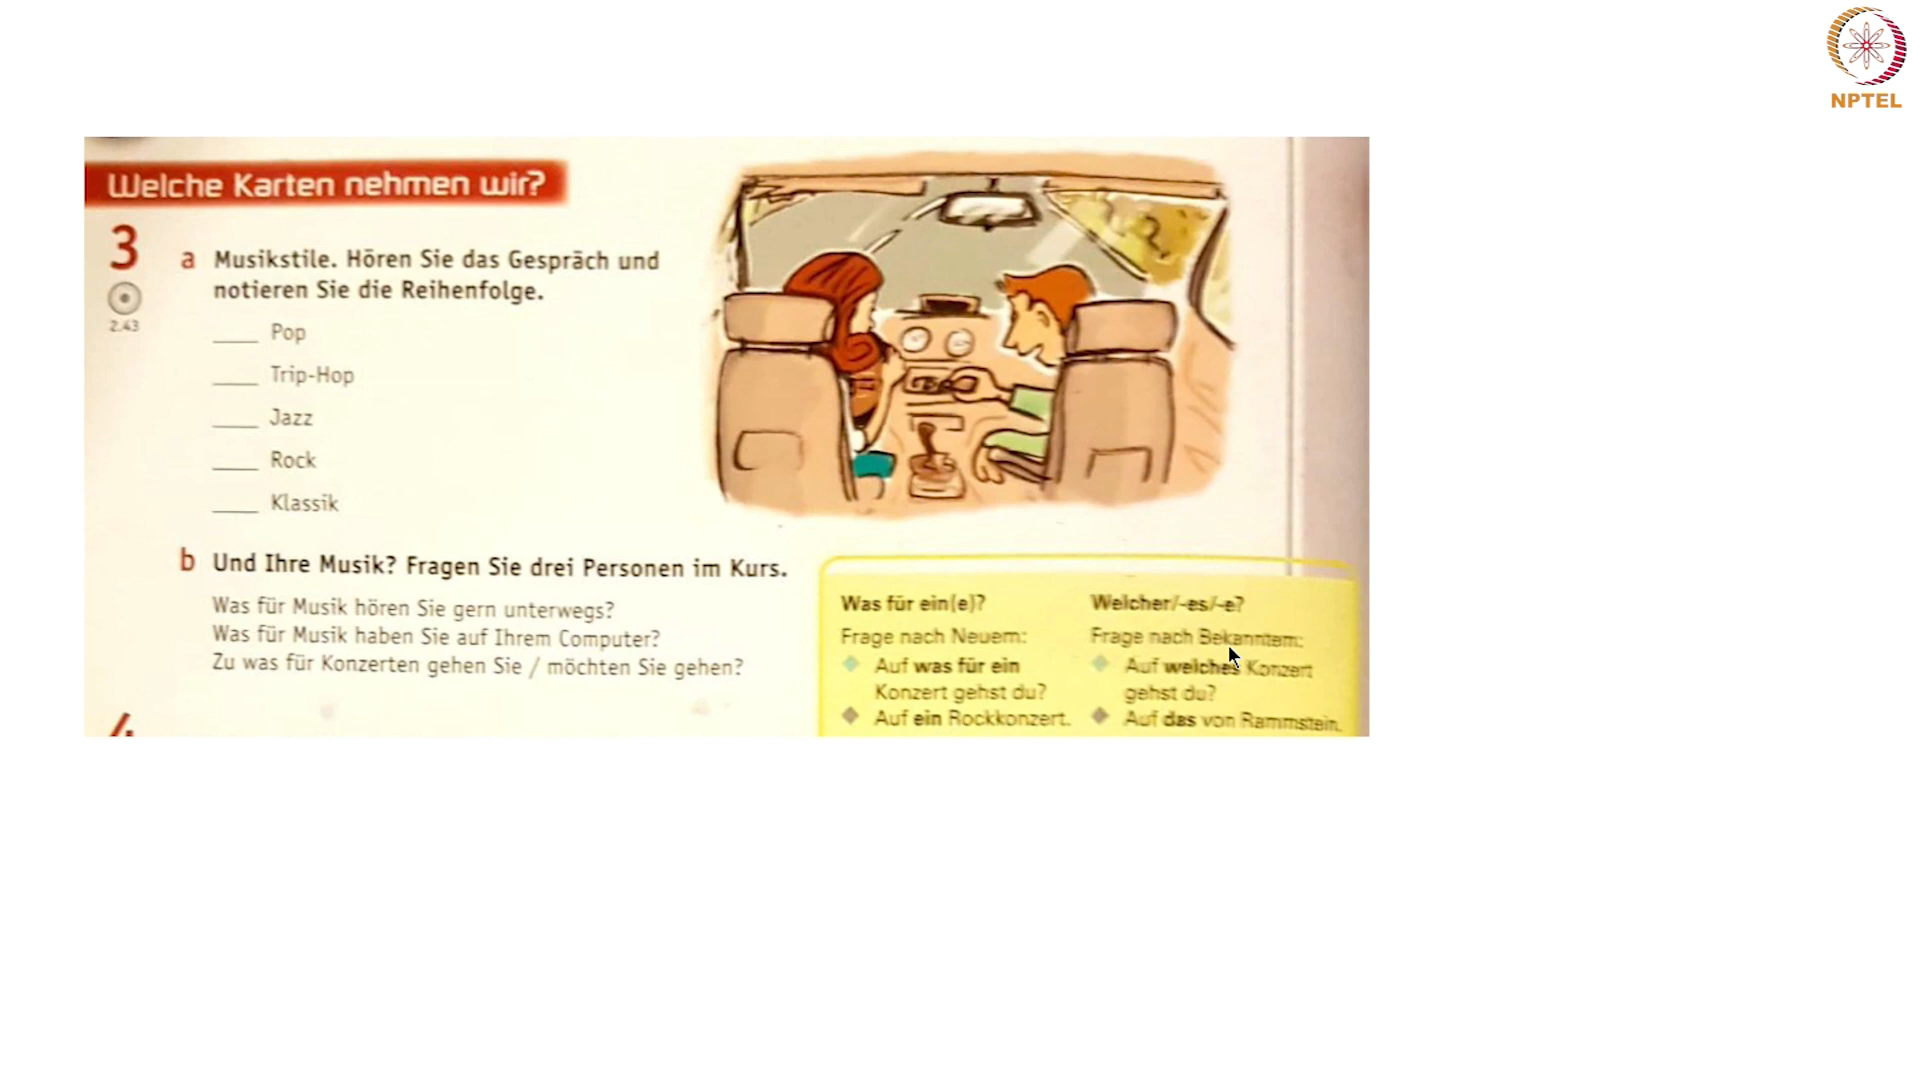 NPTEL
Welche Karten nehmen wir?
3
2.43
a Musikstile. Hören Sie das Gespräch und
notieren Sie die Reihenfolge.
____ Pop
____ Trip-Hop
____ Jazz
____ Rock
____ Klassik
b Und Ihre Musik? Fragen Sie drei Personen im Kurs.
Was für Musik hören Sie gern unterwegs?
Was für Musik haben Sie auf Ihrem Computer?
Zu was für Konzerten gehen Sie / möchten Sie gehen?
Was für ein(e)?
Frage nach Neuem:
Auf was für ein
Konzert gehst du?
Auf ein Rockkonzert.
Welcher/-es/-e?
Frage nach Bekanntem:
Auf welches Konzert
gehst du?
Auf das von Rammstein.